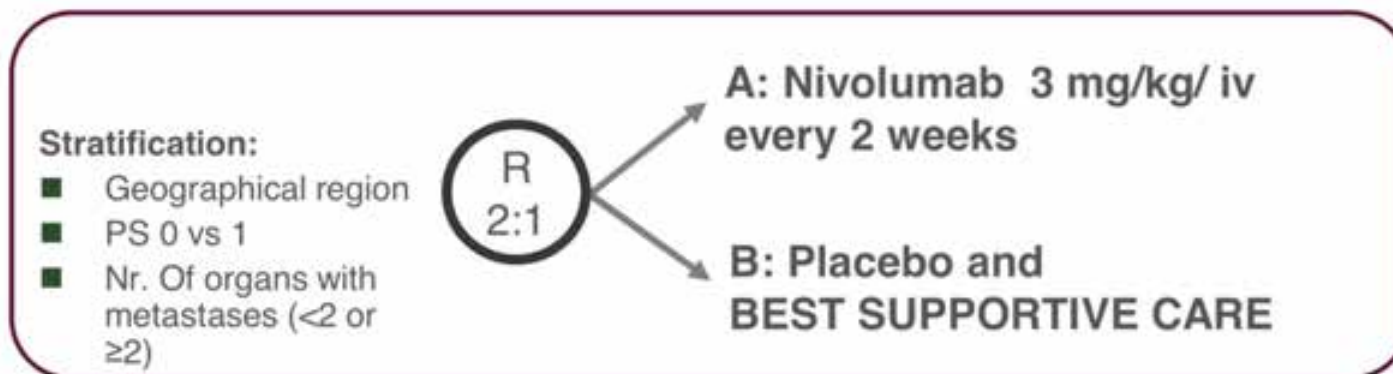 Stratification:
Geographical region
PS 0 vs 1
Nr. Of organs with
metastases (<2 or
≥2)
R
2:1
A: Nivolumab 3 mg/kg/ iv
every 2 weeks
B: Placebo and
BEST SUPPORTIVE CARE